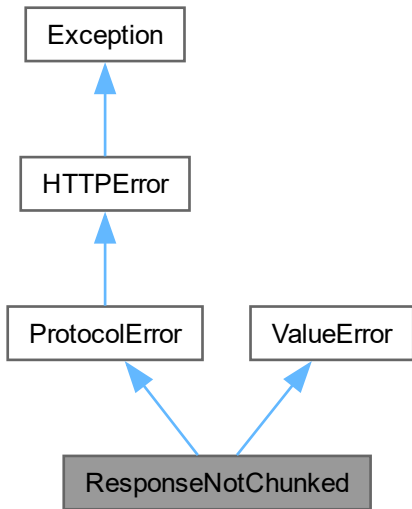 Exception
HTTPError
ProtocolError
ValueError
ResponseNotChunked